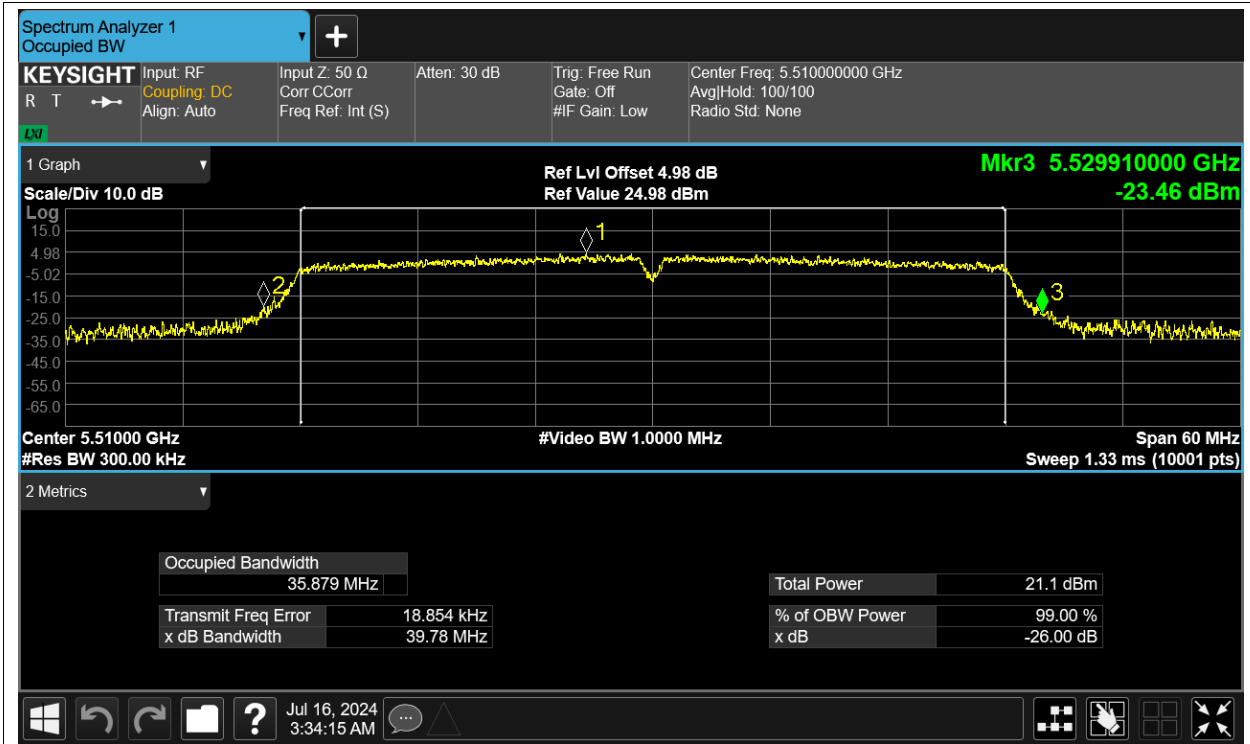 Spectrum Analyzer 1
Occupied BW
KEYSIGHT
R T
LXI
Input: RF
Coupling: DC
Align: Auto
Input Z: 50 Ω
Corr CCorr
Freq Ref: Int (S)
Atten: 30 dB
Trig: Free Run
Gate: Off
#IF Gain: Low
Center Freq: 5.510000000 GHz
Avg|Hold: 100/100
Radio Std: None
1 Graph
Scale/Div 10.0 dB
Ref Lvl Offset 4.98 dB
Ref Value 24.98 dBm
Mkr3 5.529910000 GHz
-23.46 dBm
Log
15.0
4.98
-5.02
-15.0
-25.0
-35.0
-45.0
-55.0
-65.0
1
2
3
Center 5.51000 GHz
#Res BW 300.00 kHz
#Video BW 1.0000 MHz
Span 60 MHz
Sweep 1.33 ms (10001 pts)
2 Metrics
Occupied Bandwidth
35.879 MHz
Transmit Freq Error 18.854 kHz
x dB Bandwidth 39.78 MHz
Total Power 21.1 dBm
% of OBW Power 99.00 %
x dB -26.00 dB
?
Jul 16, 2024
3:34:15 AM